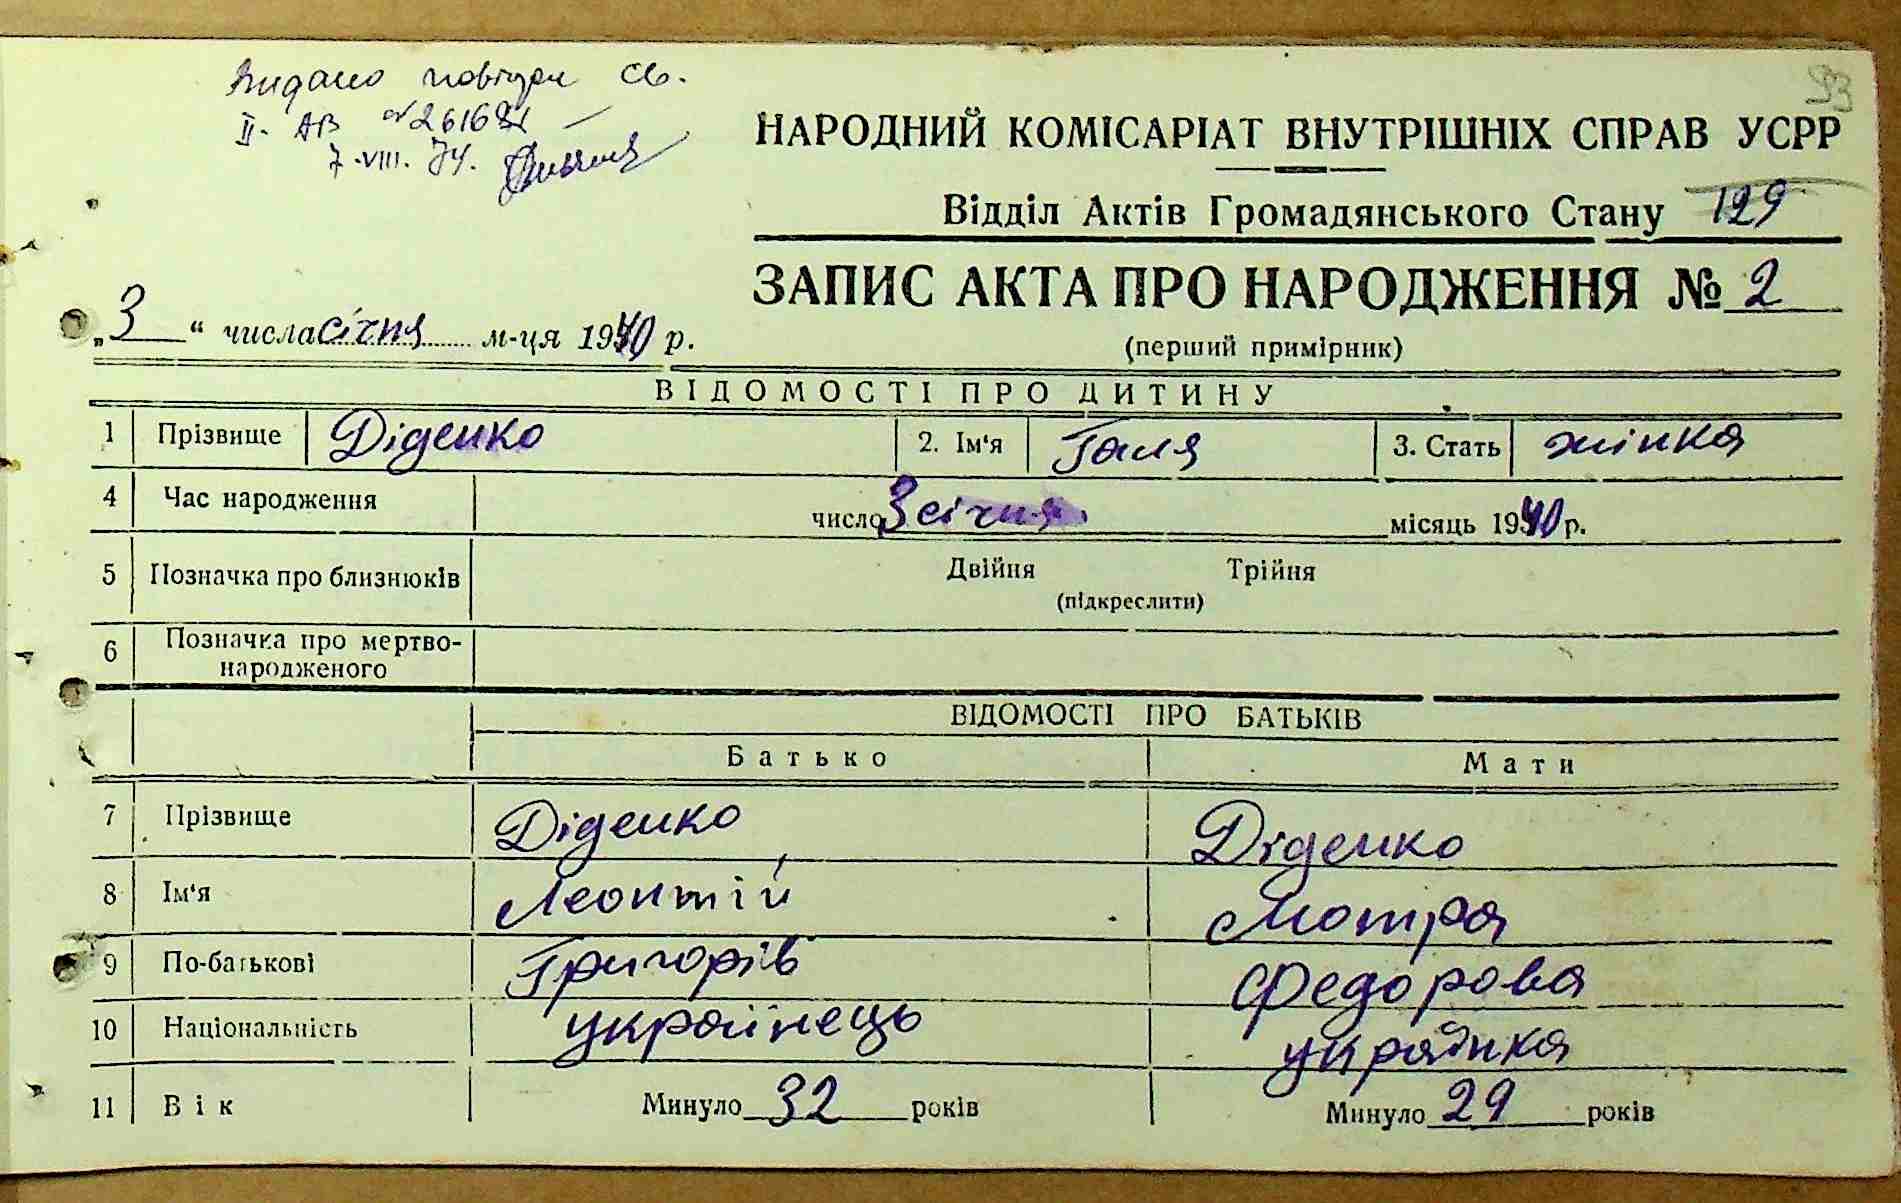 93
Видано повторн св.
II-АВ № 261691
7.VIII.74.
НАРОДНИЙ КОМІСАРІАТ ВНУТРІШНІХ СПРАВ УСРР
Відділ Актів Громадянського Стану 129
ЗАПИС АКТА ПРО НАРОДЖЕННЯ № 2
„3“ числа січня м-ця 1940 р.
(перший примірник)
ВІДОМОСТІ ПРО ДИТИНУ
1 Прізвище Діденко 2. Ім'я Галя 3. Стать жінка
4 Час народження число 3 січня місяць 1940 р.
5 Позначка про близнюків Двійня Трійня
(підкреслити)
6 Позначка про мертво-
народженого
ВІДОМОСТІ ПРО БАТЬКІВ
Батько Мати
7 Прізвище Діденко Діденко
8 Ім'я Леонтій Мотря
9 По-батькові Григорів Федорова
10 Національність українець українка
11 Вік Минуло 32 років Минуло 29 років